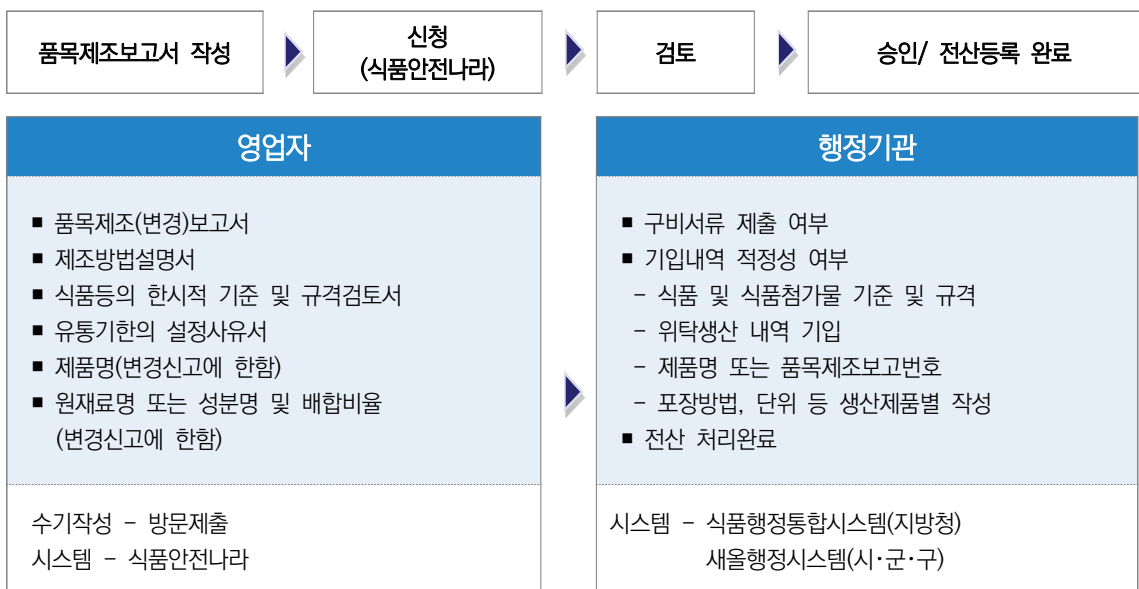 품목제조보고서 작성
신청
(식품안전나라)
검토
승인/ 전산등록 완료
영업자
■ 품목제조(변경)보고서
■ 제조방법설명서
■ 식품등의 한시적 기준 및 규격검토서
■ 유통기한의 설정사유서
■ 제품명(변경신고에 한함)
■ 원재료명 또는 성분명 및 배합비율
(변경신고에 한함)
수기작성 – 방문제출
시스템 – 식품안전나라
행정기관
■ 구비서류 제출 여부
■ 기입내역 적정성 여부
– 식품 및 식품첨가물 기준 및 규격
– 위탁생산 내역 기입
– 제품명 또는 품목제조보고번호
– 포장방법, 단위 등 생산제품별 작성
■ 전산 처리완료
시스템 – 식품행정통합시스템(지방청)
새올행정시스템(시·군·구)